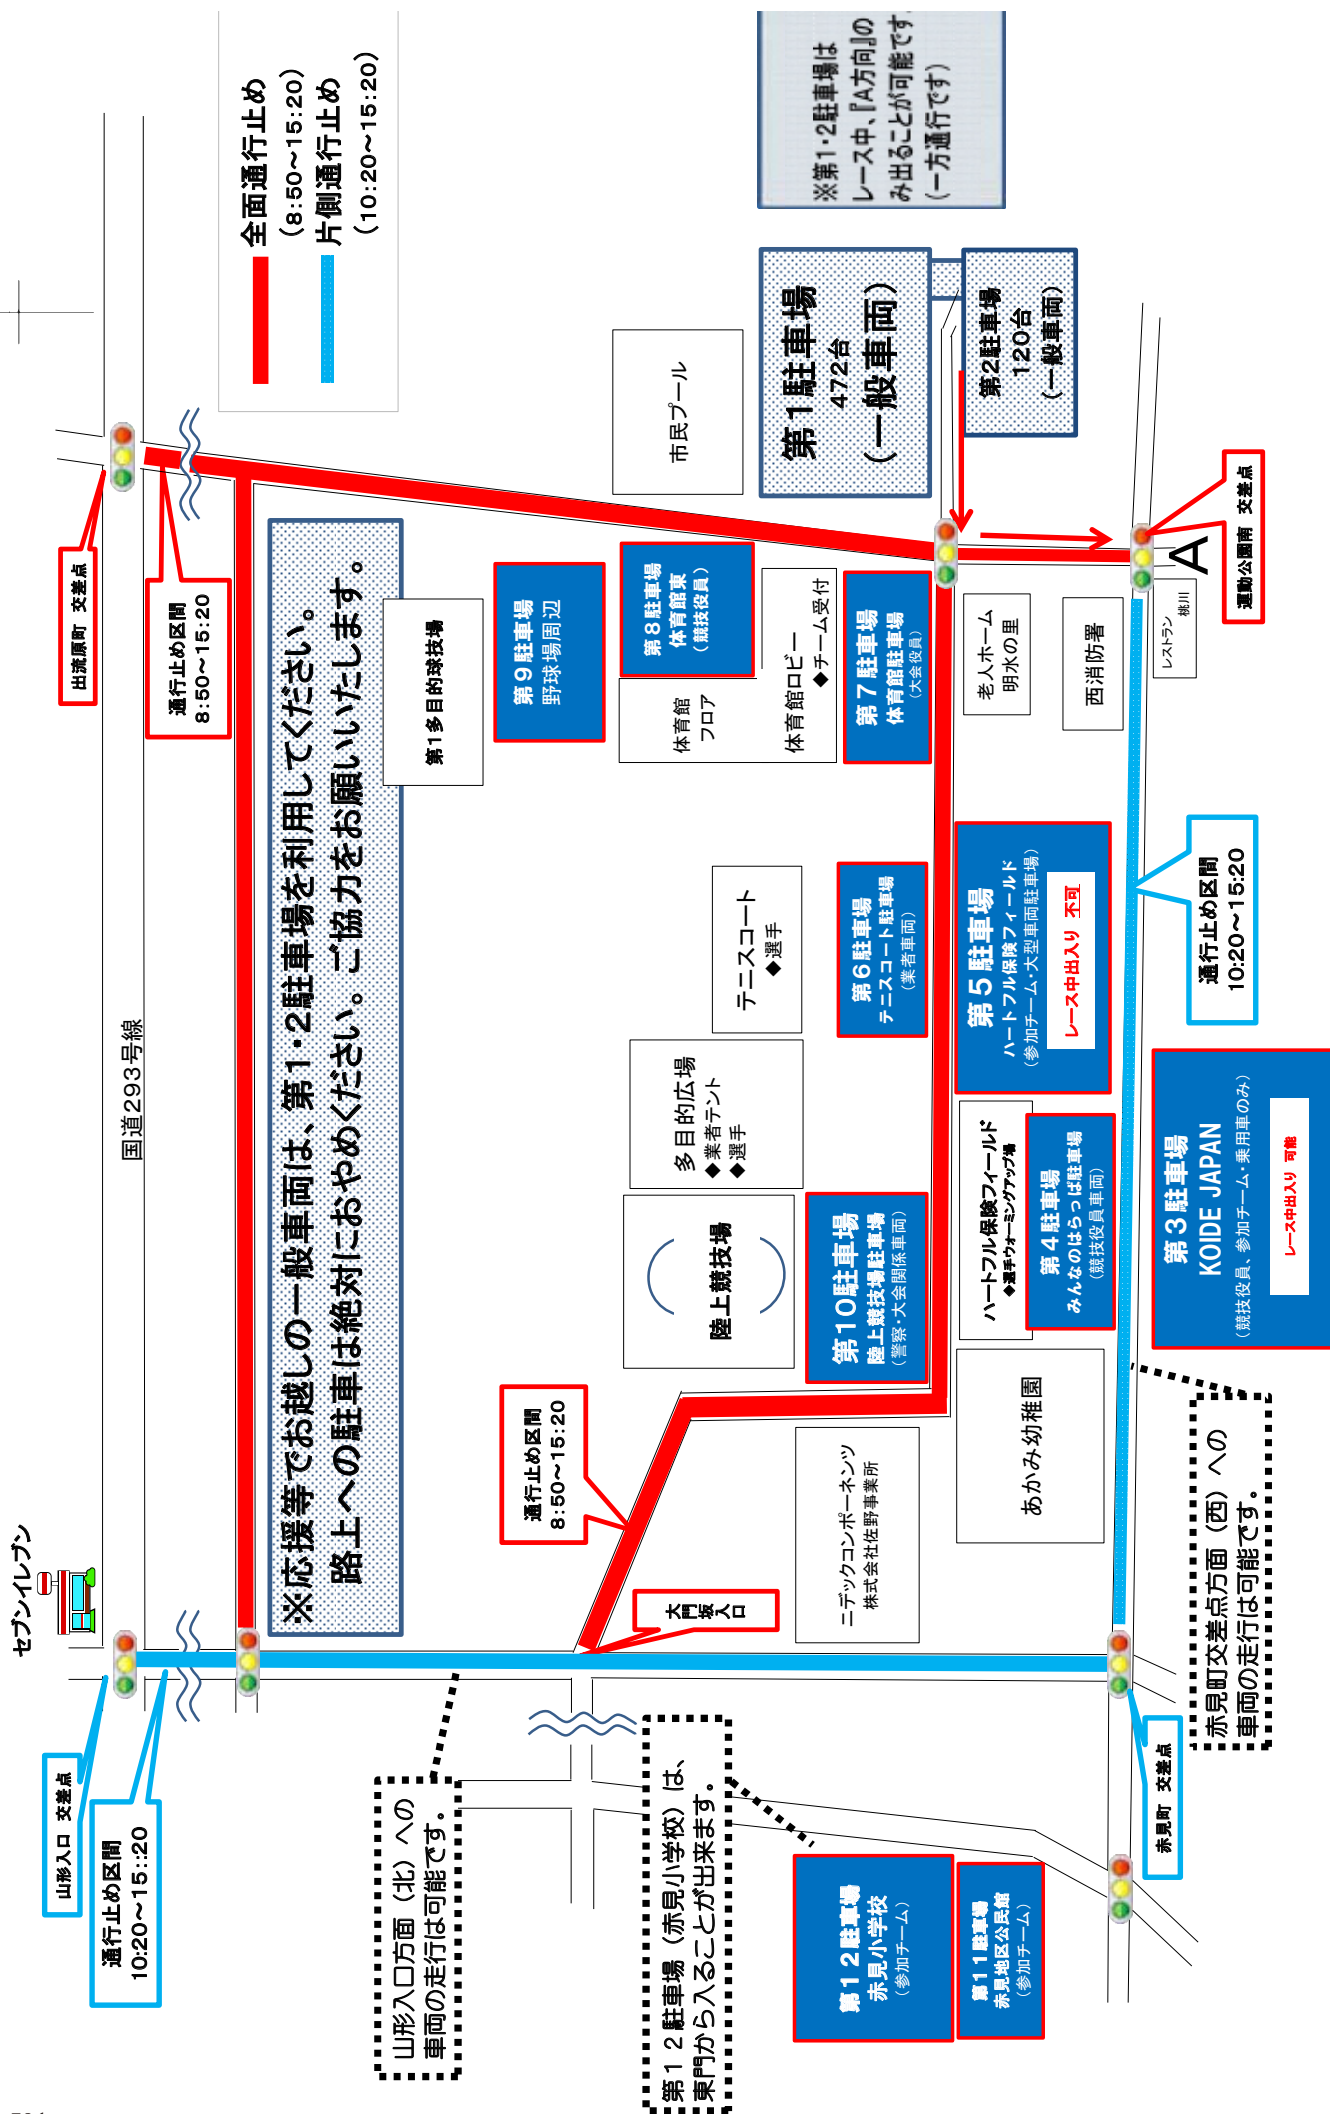 セブンイレブン
山形入口 交差点
通行止め区間
10:20～15::20
国道293号線
出流原町 交差点
通行止め区間
8:50～15:20
全面通行止め
（8:50～15:20）
片側通行止め
（10:20～15:20）
※応援等でお越しの一般車両は、第1・2駐車場を利用してください。
路上への駐車は絶対におやめください。ご協力をお願いいたします。
山形入口方面（北）への
車両の走行は可能です。
第1多目的球技場
第9駐車場
野球場周辺
第8駐車場
体育館東
（競技役員）
市民プール
体育館
フロア
体育館ロビー
◆チーム受付
第7駐車場
体育館駐車場
（大会役員）
通行止め区間
8:50～15:20
大門坂入口
陸上競技場
多目的広場
◆業者テント
◆選手
テニスコート
◆選手
第10駐車場
陸上競技場駐車場
（警察・大会関係車両）
第6駐車場
テニスコート駐車場
（業者車両）
第1駐車場
472台
（一般車両）
※第1・2駐車場は
レース中、『A方向』の
み出ることが可能です
（一方通行です）
第2駐車場
120台
（一般車両）
第12駐車場（赤見小学校）は、
東門から入ることが出来ます。
ニデックコンポーネンツ
株式会社佐野事業所
あかみ幼稚園
ハートフル保険フィールド
◆選手ウォーミングアップ場
第4駐車場
みんなのはらっぱ駐車場
（競技役員車両）
第5駐車場
ハートフル保険フィールド
（参加チーム・大型車両駐車場）
レース中出入り 不可
老人ホーム
明水の里
西消防署
レストラン
桃川
A
運動公園南 交差点
第12駐車場
赤見小学校
（参加チーム）
第11駐車場
赤見地区公民館
（参加チーム）
赤見町 交差点
赤見町交差点方面（西）への
車両の走行は可能です。
第3駐車場
KOIDE JAPAN
（競技役員、参加チーム・乗用車のみ）
レース中出入り 可能
通行止め区間
10:20～15:20